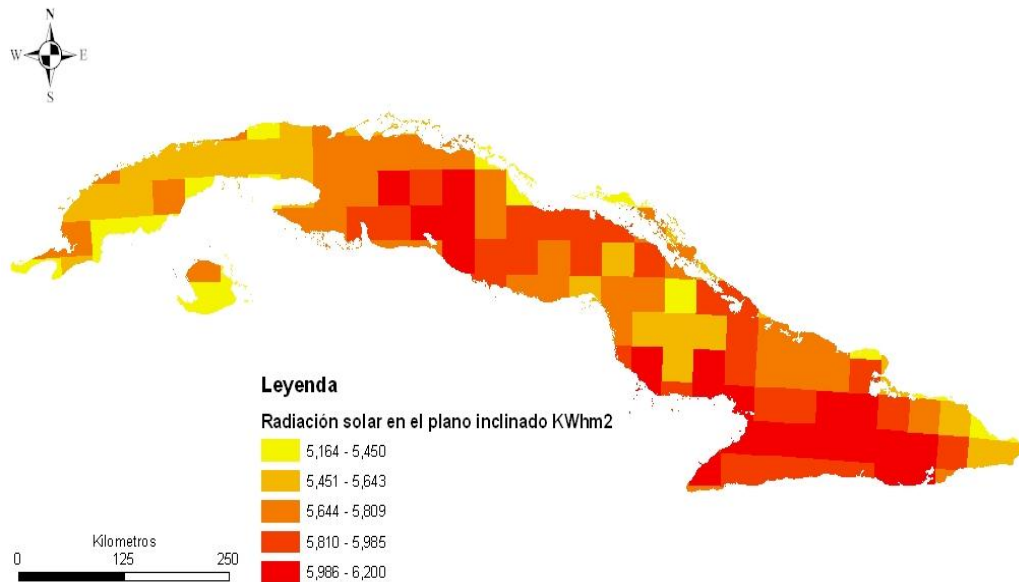 N
W E
S
Leyenda
Radiación solar en el plano inclinado KWhm2
5,164 - 5,450
5,451 - 5,643
5,644 - 5,809
5,810 - 5,985
5,986 - 6,200
Kilometros
0 125 250